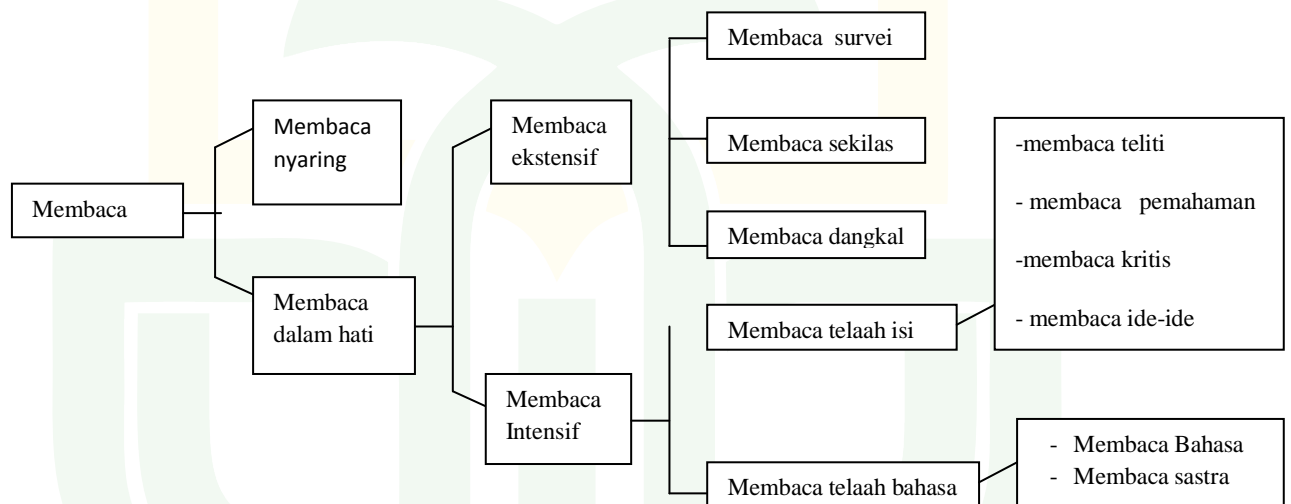 Membaca
Membaca
nyaring
Membaca
dalam hati
Membaca
ekstensif
Membaca
Intensif
Membaca survei
Membaca sekilas
Membaca dangkal
Membaca telaah isi
Membaca telaah bahasa
-membaca teliti
- membaca pemahaman
-membaca kritis
- membaca ide-ide
- Membaca Bahasa
- Membaca sastra